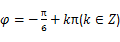 φ = −π/6 + kπ(k ∈ Z)